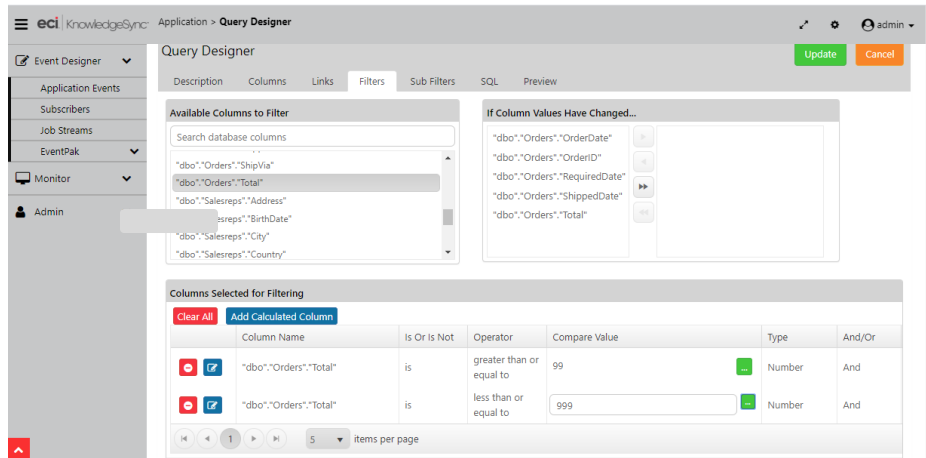 eci KnowledgeSync Application > Query Designer admin
Event Designer
Application Events
Subscribers
Job Streams
EventPak
Monitor
Admin
Query Designer
Update Cancel
Description Columns Links Filters Sub Filters SQL Preview
Available Columns to Filter
Search database columns
"dbo"."Orders"."ShipVia"
"dbo"."Orders"."Total"
"dbo"."Salesreps"."Address"
esreps"."BirthDate"
"dbo"."Salesreps"."City"
"dbo"."Salesreps"."Country"
If Column Values Have Changed...
"dbo"."Orders"."OrderDate"
"dbo"."Orders"."OrderID"
"dbo"."Orders"."RequiredDate"
"dbo"."Orders"."ShippedDate"
"dbo"."Orders"."Total"
Columns Selected for Filtering
Clear All Add Calculated Column
Column Name Is Or Is Not Operator Compare Value Type And/Or
"dbo"."Orders"."Total" is greater than or equal to 99 ... Number And
"dbo"."Orders"."Total" is less than or equal to 999 ... Number And
1 5 items per page